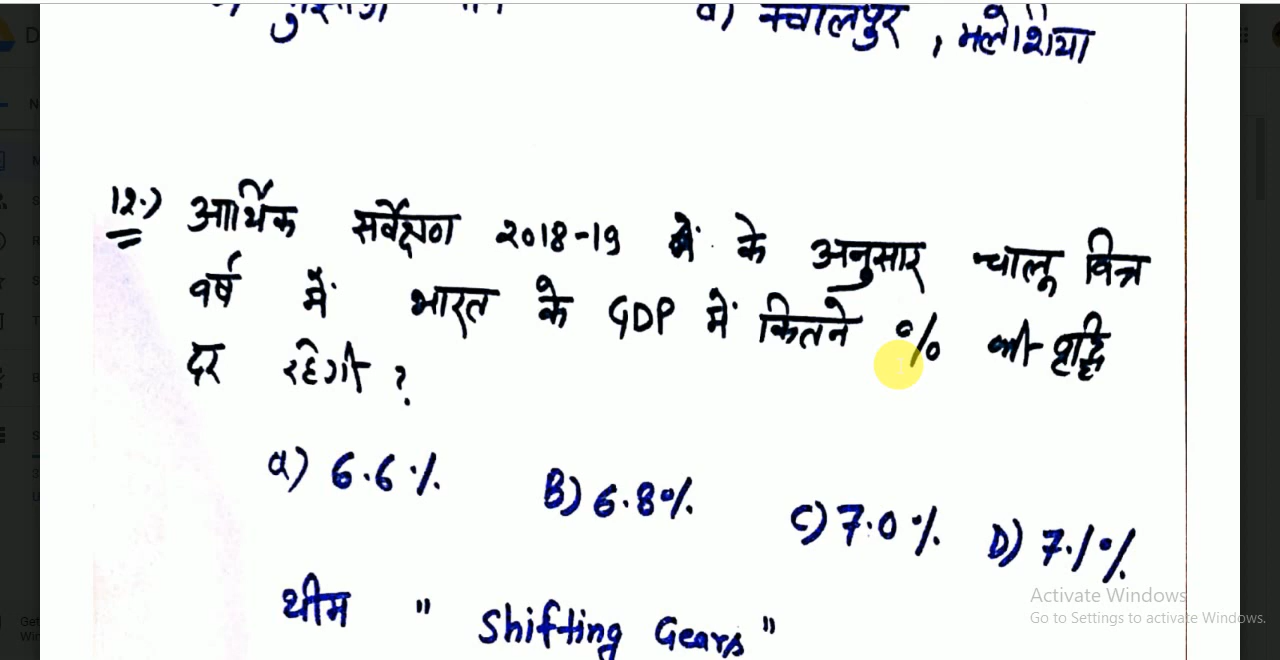 a) क्वालपुर, मलेशिया
12.) आर्थिक सर्वेक्षण 2018-19 के अनुसार चालू वित्त
वर्ष में भारत के GDP में कितने % की वृद्धि
दर रहेगी ?
a) 6.6% B) 6.8% C) 7.0% D) 7.1%
थीम " Shifting Gears "
Activate Windows
Go to Settings to activate Windows.